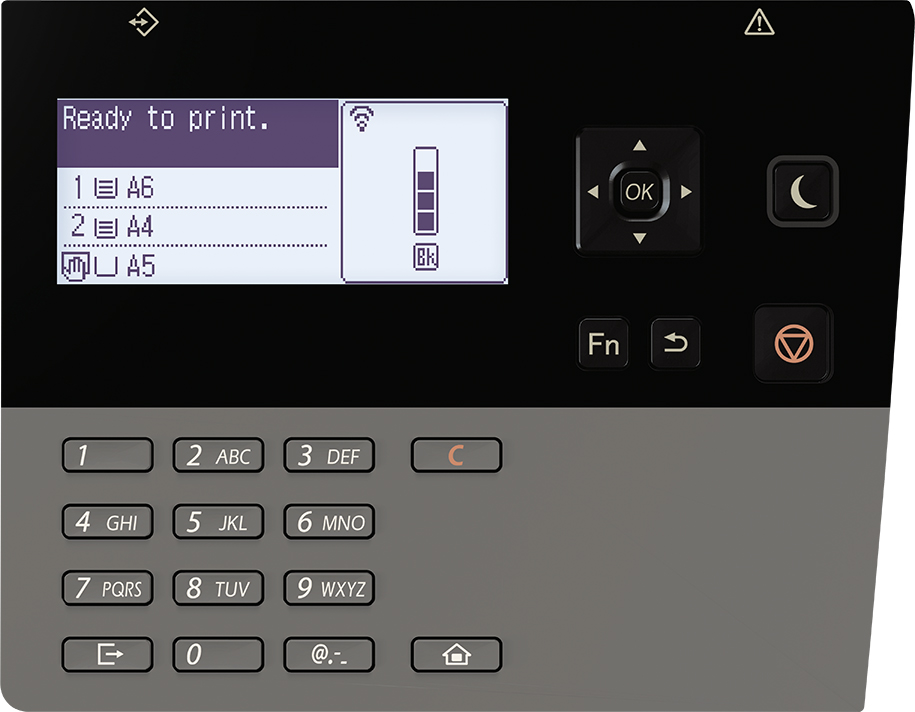 Ready to print.
1 A6
2 A4
A5
Bk
OK
Fn
1
2 ABC
3 DEF
C
4 GHI
5 JKL
6 MNO
7 PQRS
8 TUV
9 WXYZ
0
@.-_